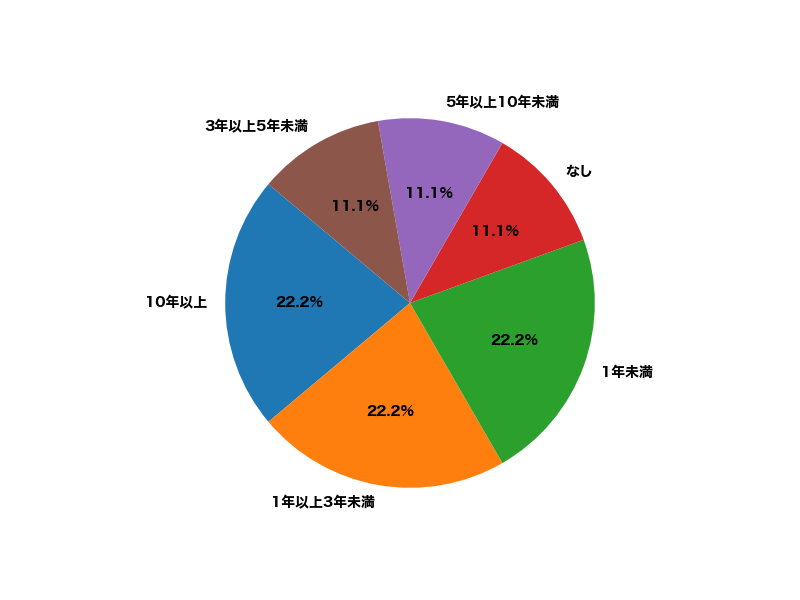 5年以上10年未満
3年以上5年未満
なし
11.1%
11.1%
11.1%
10年以上
22.2%
22.2%
1年未満
22.2%
1年以上3年未満